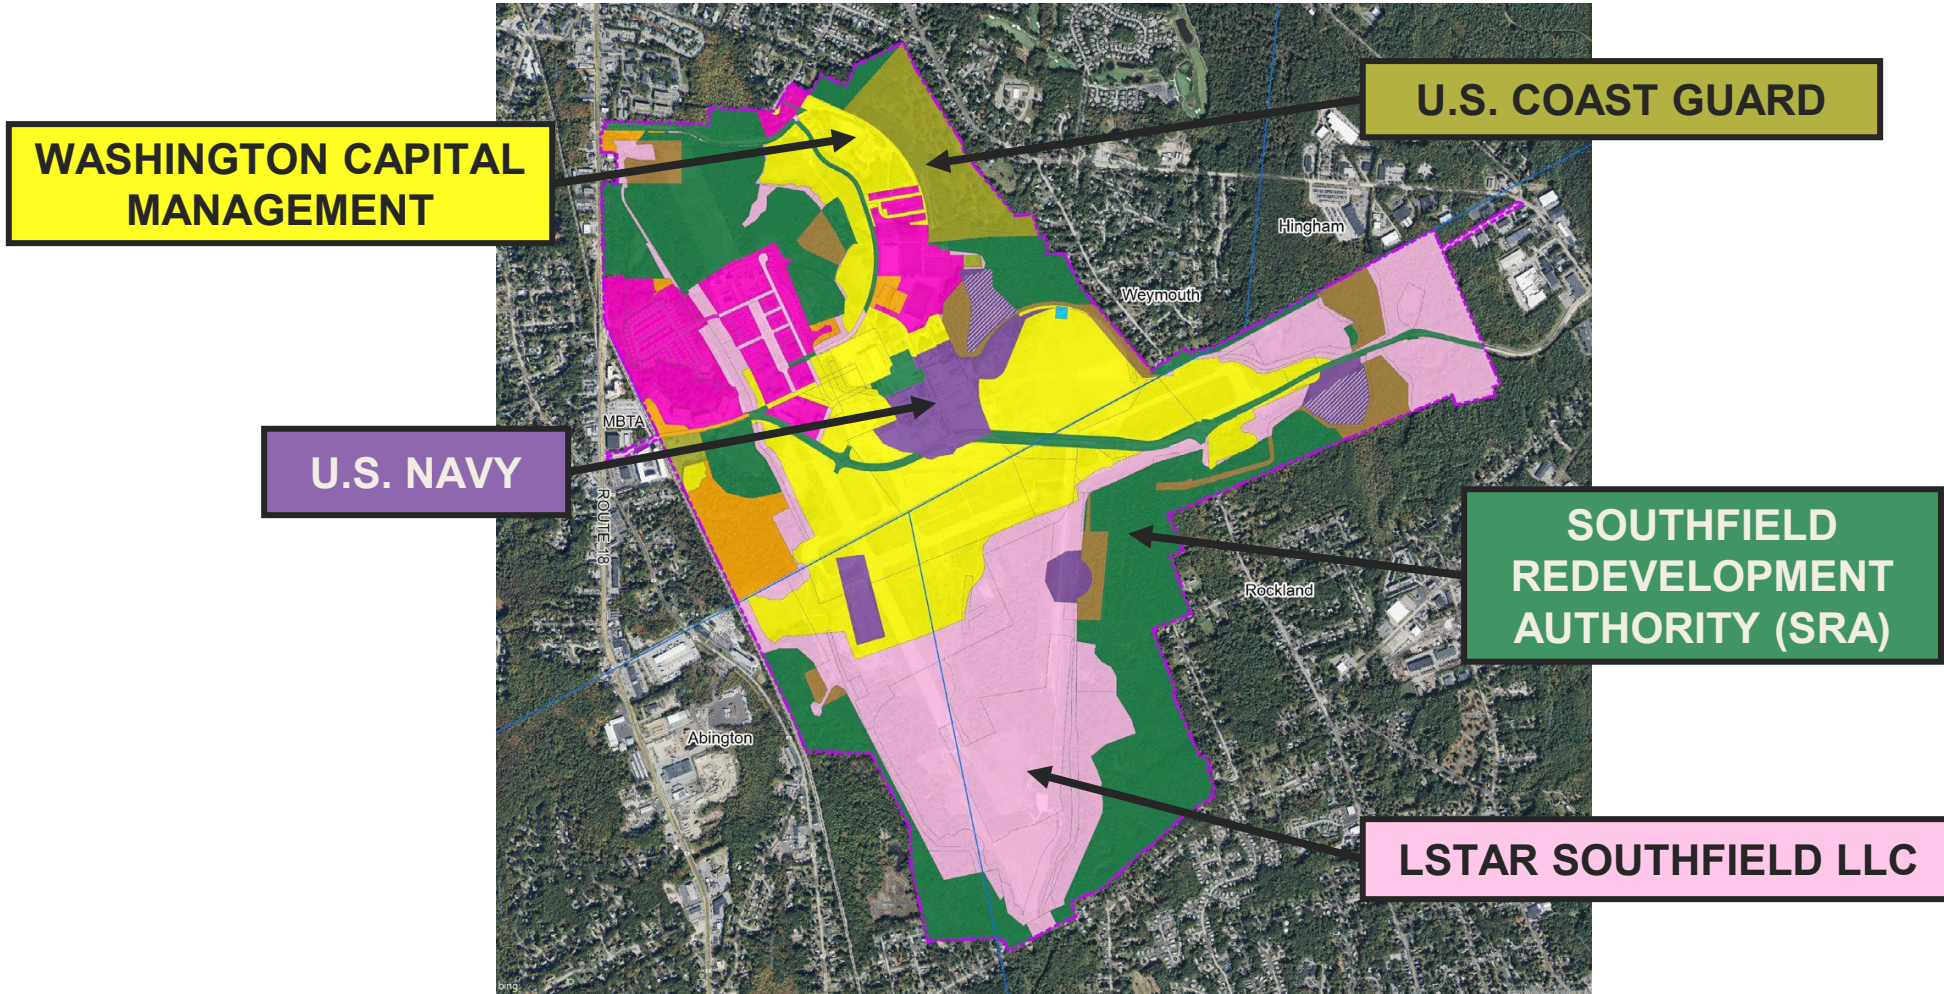 U.S. COAST GUARD
WASHINGTON CAPITAL
MANAGEMENT
Hingham
Weymouth
MBTA
U.S. NAVY
ROUTE 18
SOUTHFIELD
REDEVELOPMENT
AUTHORITY (SRA)
Rockland
Abington
LSTAR SOUTHFIELD LLC
bing